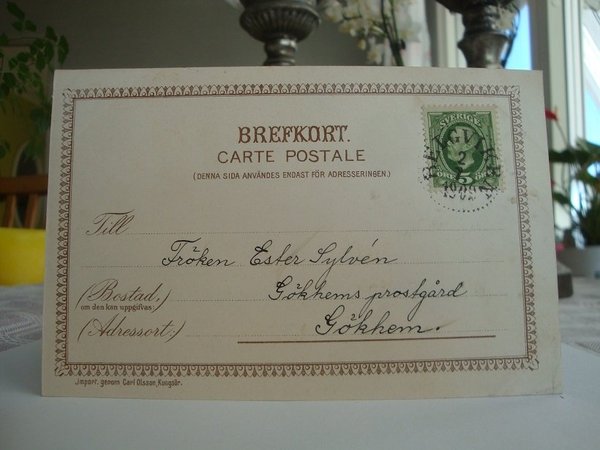 BREFKORT.
CARTE POSTALE
(DENNA SIDA ANVÄNDES ENDAST FÖR ADRESSERINGEN.)
SVERIGE
5
Till
Fröken Ester Sylvén
(Bostad,)
om den kan uppgifvas:
Gökhems prostgård
(Adressort:)
Gökhem.
Import. genom Carl Olsson, Kungsör.